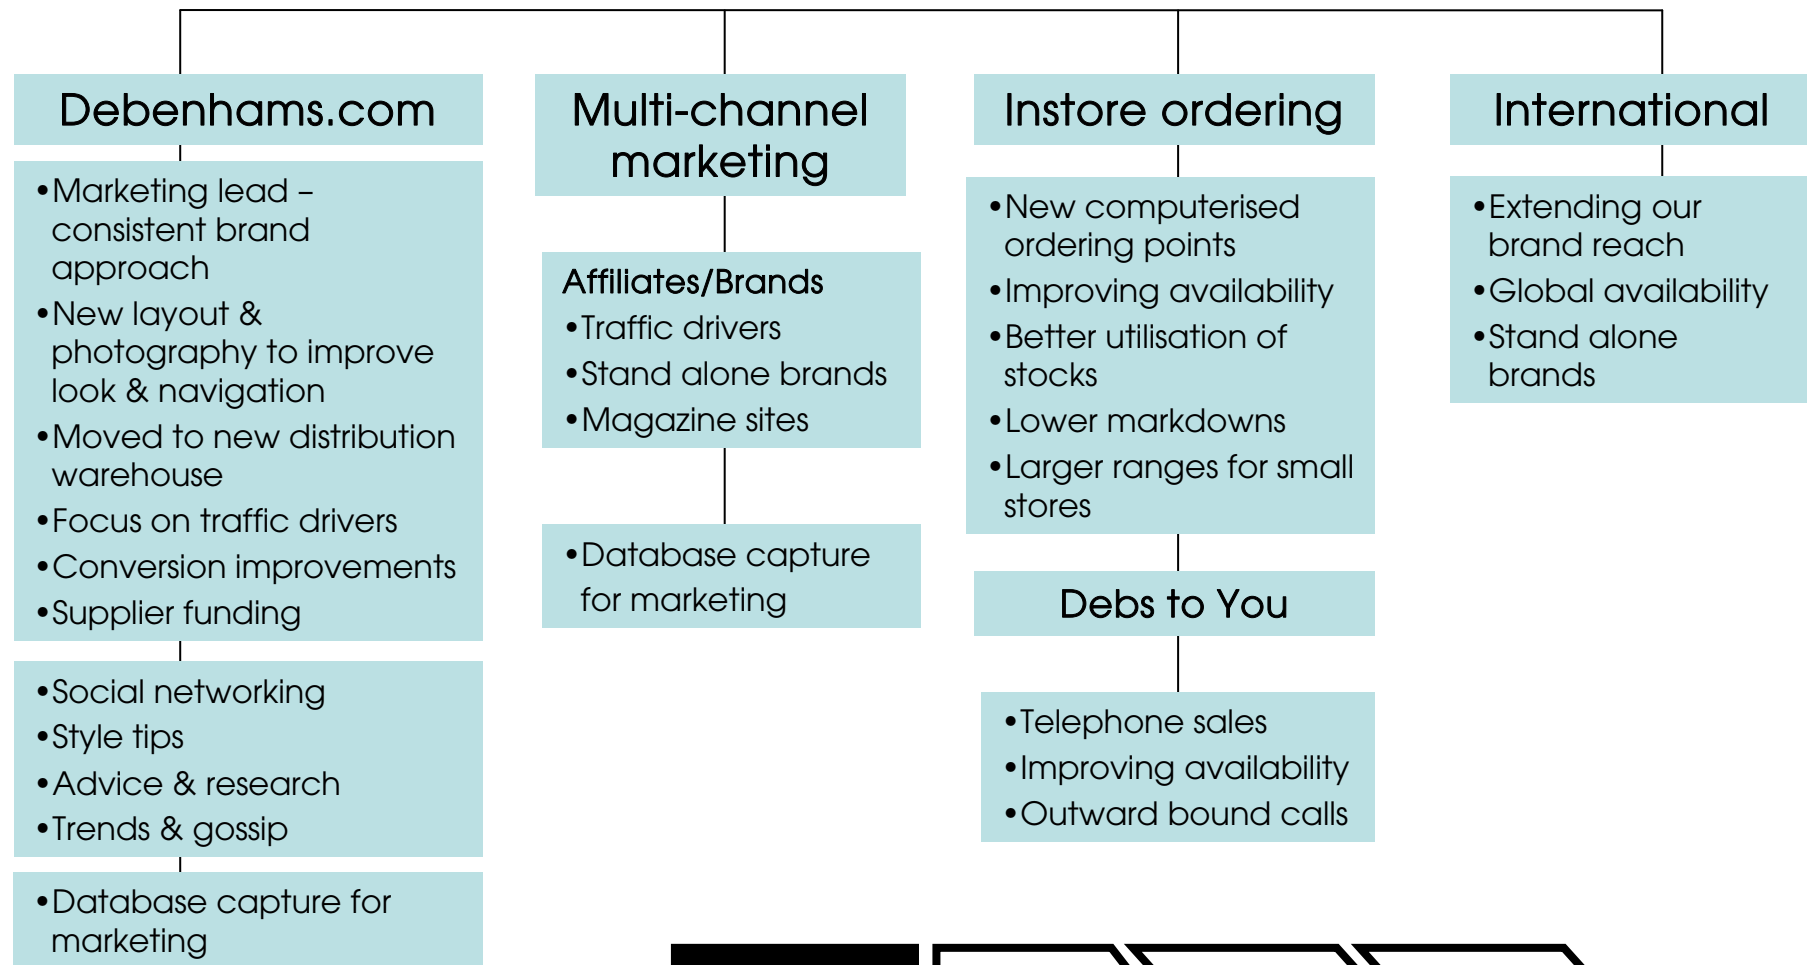 Debenhams.com
•Marketing lead –
consistent brand
approach
•New layout &
photography to improve
look & navigation
•Moved to new distribution
warehouse
•Focus on traffic drivers
•Conversion improvements
•Supplier funding
•Social networking
•Style tips
•Advice & research
•Trends & gossip
•Database capture for
marketing
Multi-channel
marketing
Affiliates/Brands
•Traffic drivers
•Stand alone brands
•Magazine sites
•Database capture
for marketing
Instore ordering
•New computerised
ordering points
•Improving availability
•Better utilisation of
stocks
•Lower markdowns
•Larger ranges for small
stores
Debs to You
•Telephone sales
•Improving availability
•Outward bound calls
International
•Extending our
brand reach
•Global availability
•Stand alone
brands